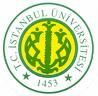 T.C. İSTANBUL ÜNİVERSİTESİ
1453